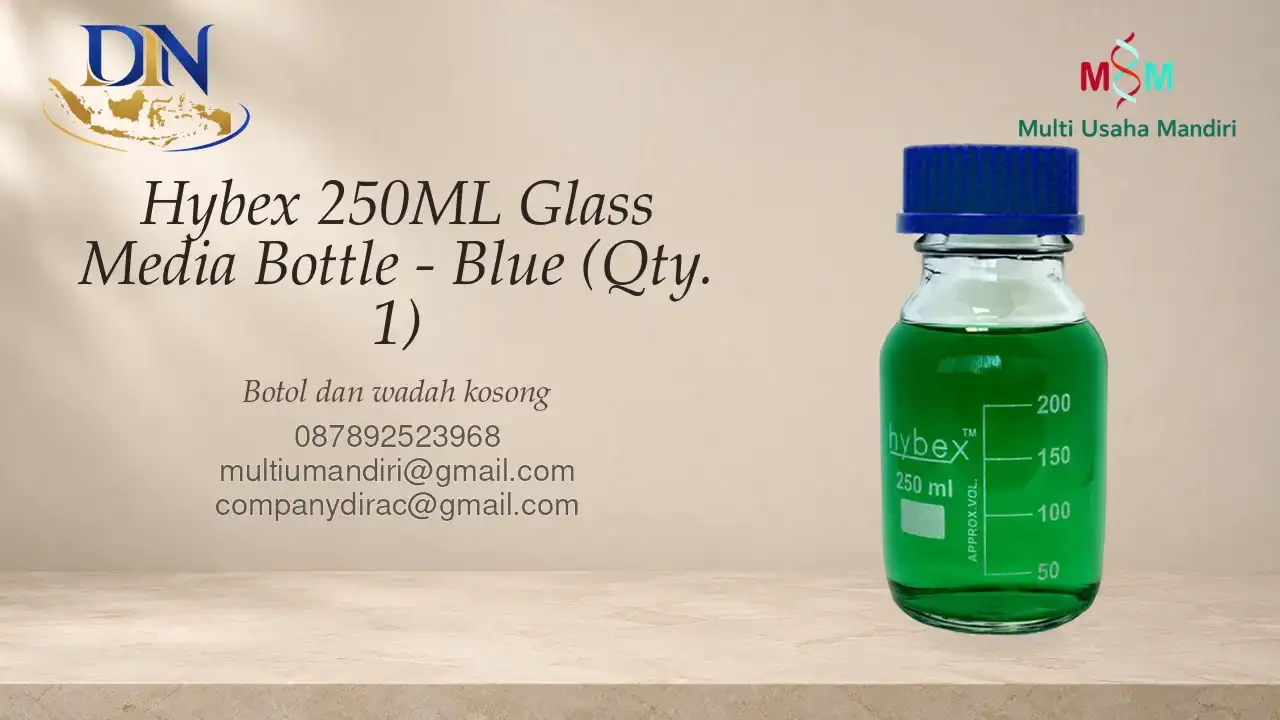 DN
M M
Multi Usaha Mandiri
Hybex 250ML Glass
Media Bottle - Blue (Qty.
1)
Botol dan wadah kosong
087892523968
multiumandiri@gmail.com
companydirac@gmail.com
200
hybex™
150
250 ml
100
APPROX.VOL.
50